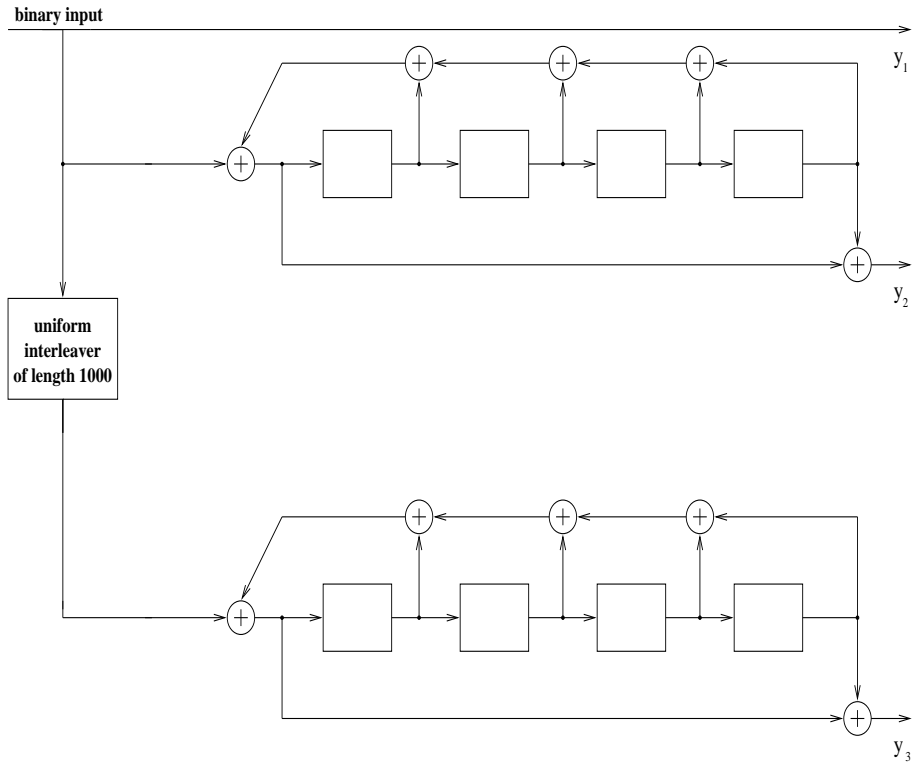 binary input
y1
y2
uniform
interleaver
of length 1000
y3